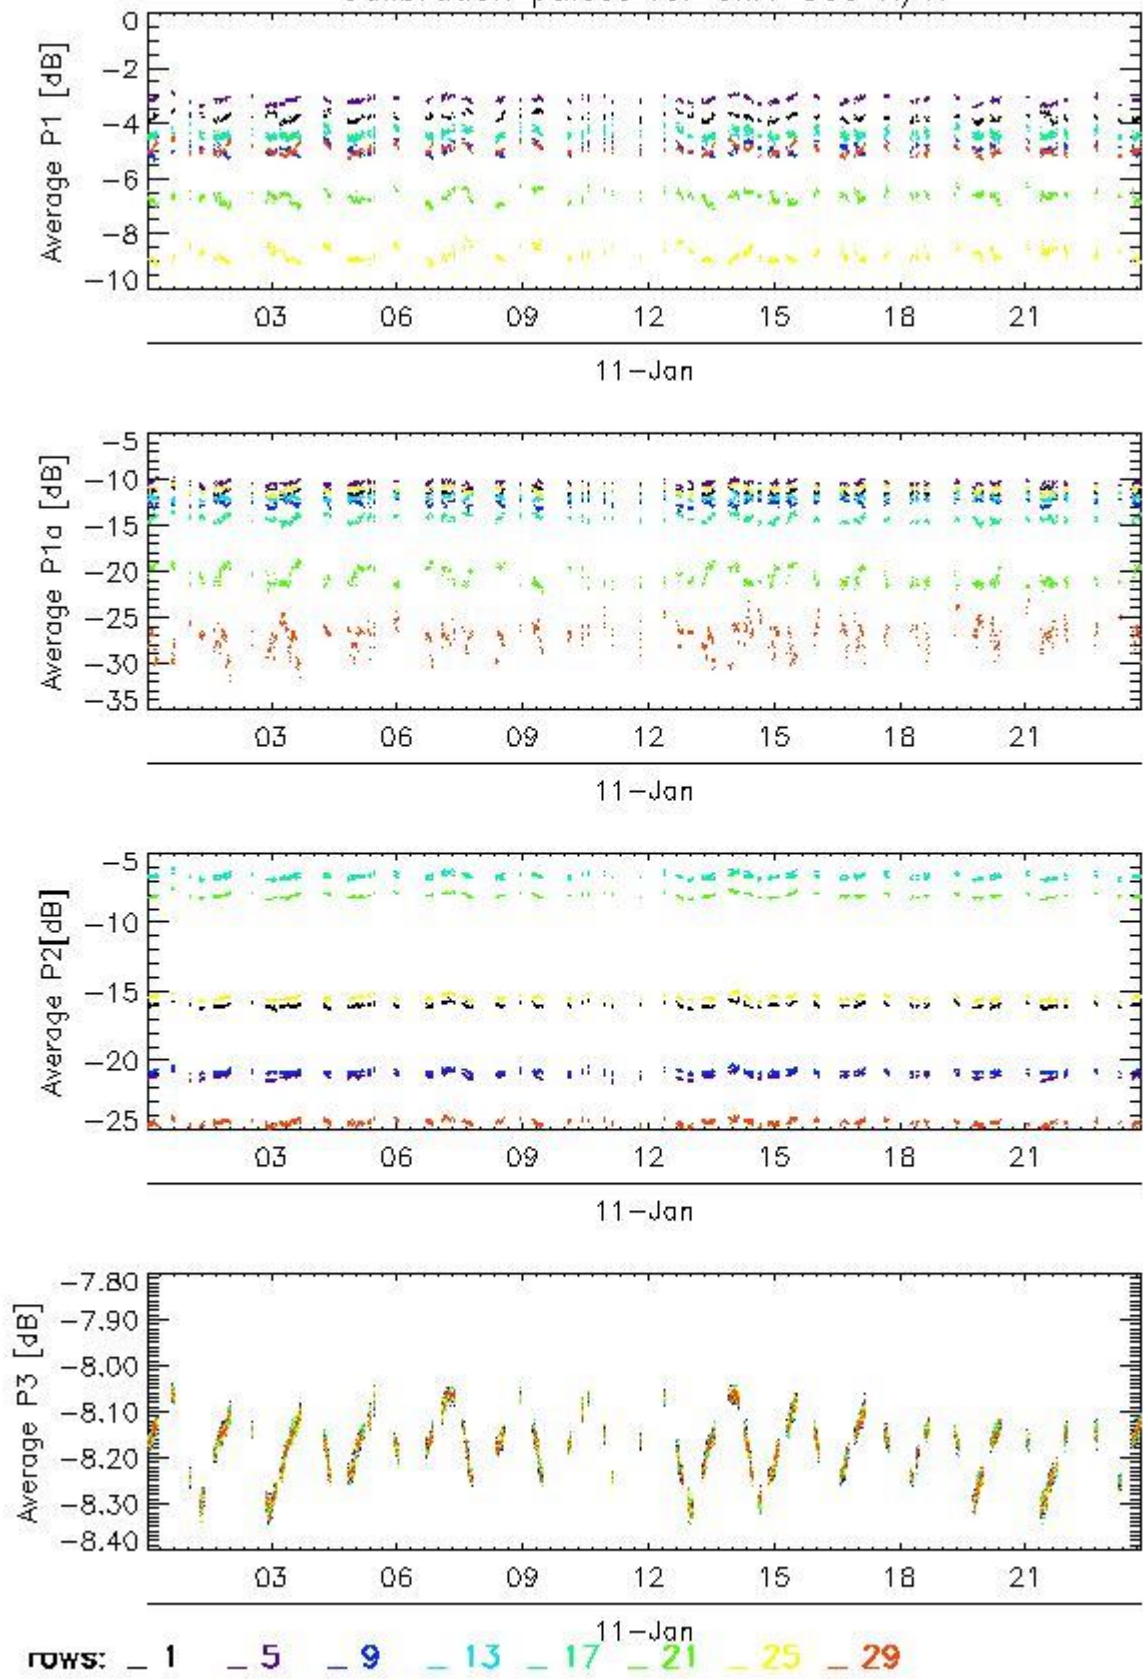 0
-2
-4
-6
-8
-10
Average P1 [dB]
03 06 09 12 15 18 21
11-Jan
-5
-10
-15
-20
-25
-30
-35
Average P1a [dB]
03 06 09 12 15 18 21
11-Jan
-5
-10
-15
-20
-25
Average P2[dB]
03 06 09 12 15 18 21
11-Jan
-7.80
-7.90
-8.00
-8.10
-8.20
-8.30
-8.40
Average P3 [dB]
03 06 09 12 15 18 21
11-Jan
rows: _ 1 _ 5 _ 9 _ 13 _ 17 _ 21 _ 25 _ 29